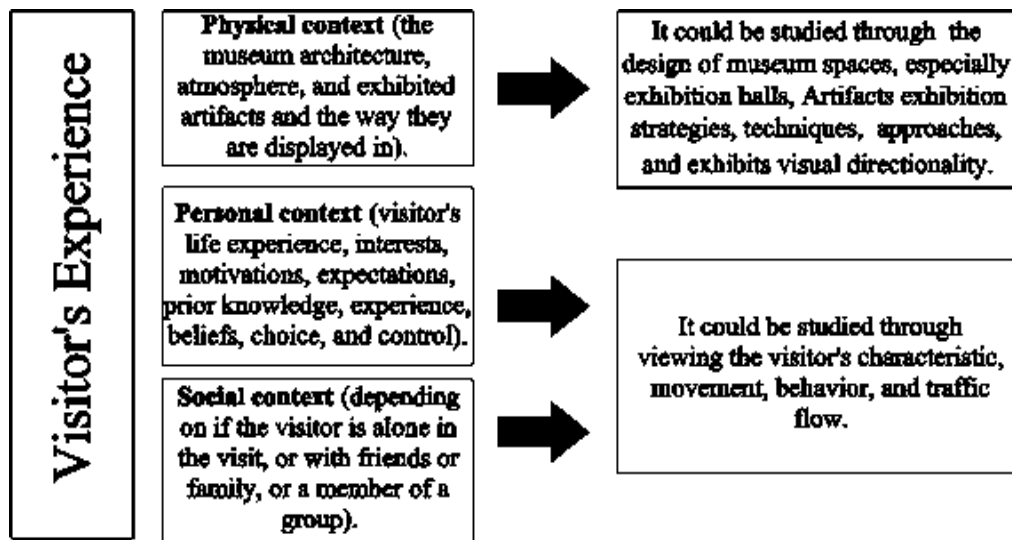 Visitor's Experience
Physical context (the
museum architecture,
atmosphere, and exhibited
artifacts and the way they
are displayed in).
It could be studied through the
design of museum spaces, especially
exhibition halls, Artifacts exhibition
strategies, techniques, approaches,
and exhibits visual directionality.
Personal context (visitor's
life experience, interests,
motivations, expectations,
prior knowledge, experience,
beliefs, choice, and control).
Social context (depending
on if the visitor is alone in
the visit, or with friends or
family, or a member of a
group).
It could be studied through
viewing the visitor's characteristic,
movement, behavior, and traffic
flow.